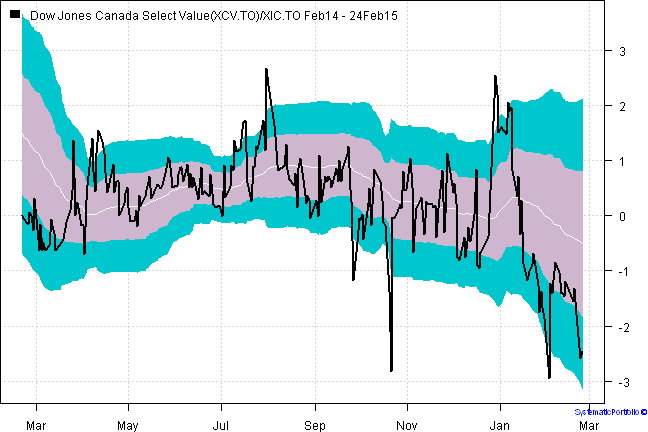 Dow Jones Canada Select Value(XCV.TO)/XIC.TO Feb14 - 24Feb15
3
2
1
0
-1
-2
-3
Mar May Jul Sep Nov Jan Mar
SystematicPortfolio ©